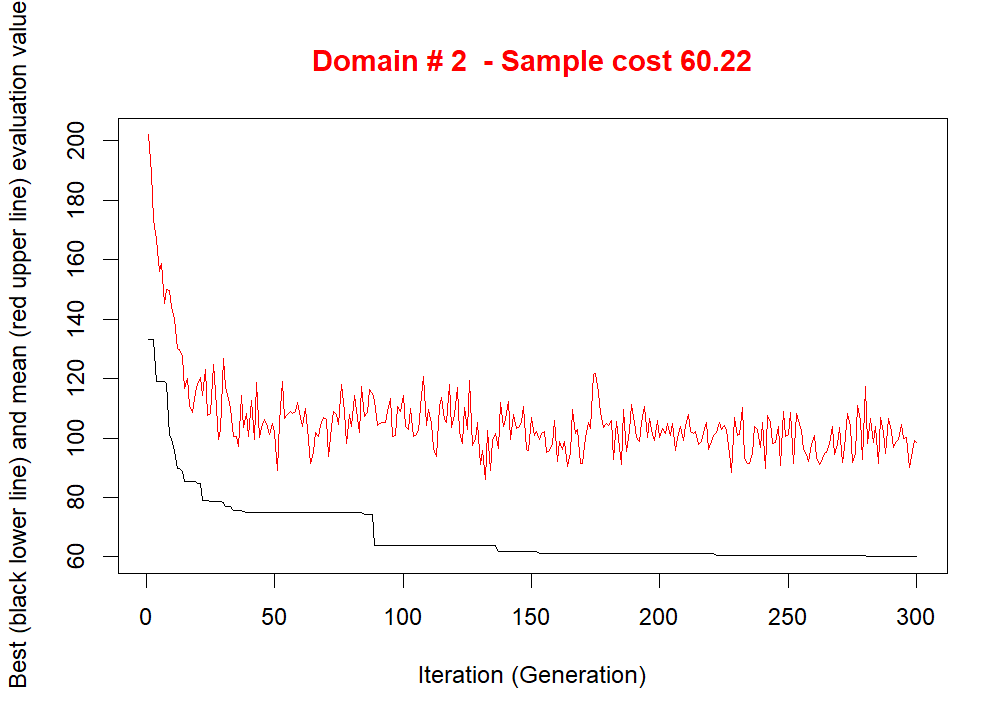 Domain # 2  - Sample cost 60.22
Best (black lower line) and mean (red upper line) evaluation value
200
180
160
140
120
100
80
60
0 50 100 150 200 250 300
Iteration (Generation)